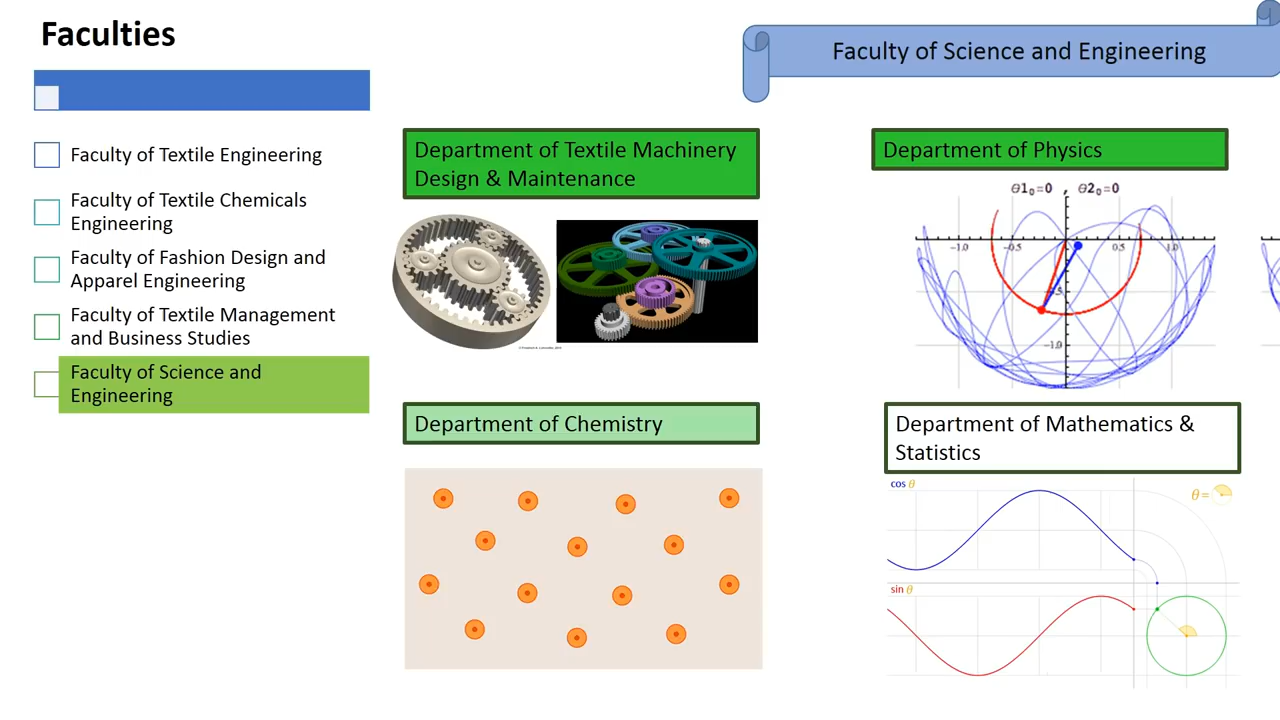 Faculties
Faculty of Science and Engineering
Faculty of Textile Engineering
Faculty of Textile Chemicals
Engineering
Faculty of Fashion Design and
Apparel Engineering
Faculty of Textile Management
and Business Studies
Faculty of Science and
Engineering
Department of Textile Machinery
Design & Maintenance
Department of Physics
θ1₀=0 , θ2₀=0
-1.0 -0.5 0.5 1.0
-1.0
Department of Chemistry
Department of Mathematics &
Statistics
cos θ
θ =
sin θ